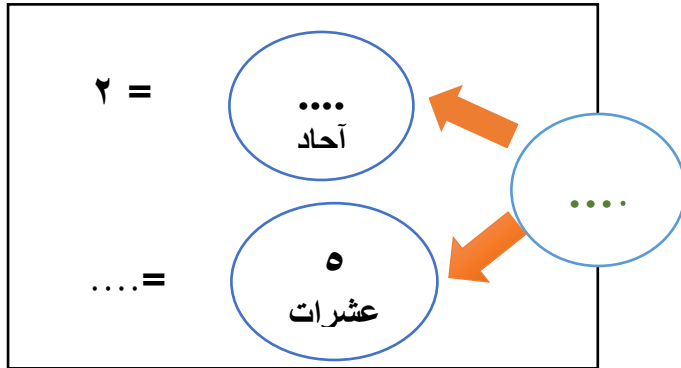 .... = ٢
آحاد
....
٥ =....
عشرات